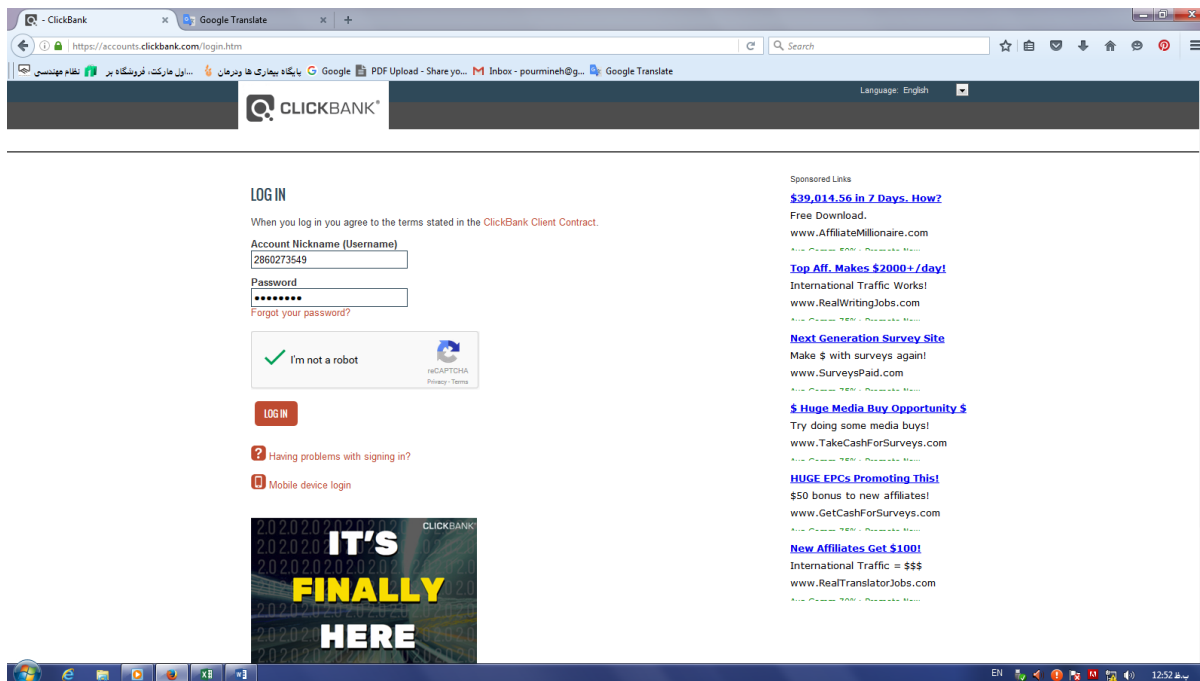 - ClickBank
Google Translate
https://accounts.clickbank.com/login.htm
Search
نظام مهندسی
اول مارکت، فروشگاه بر...
پایگاه بیماری ها ودرمان
Google
PDF Upload - Share yo...
Inbox - pourmineh@g...
Google Translate
Language: English
CLICKBANK®
LOG IN
When you log in you agree to the terms stated in the ClickBank Client Contract.
Account Nickname (Username)
2860273549
Password
Forgot your password?
I'm not a robot
reCAPTCHA
Privacy - Terms
LOG IN
Having problems with signing in?
Mobile device login
CLICKBANK
IT'S
FINALLY
HERE
Sponsored Links
$39,014.56 in 7 Days. How?
Free Download.
www.AffiliateMillionaire.com
Top Aff. Makes $2000+/day!
International Traffic Works!
www.RealWritingJobs.com
Next Generation Survey Site
Make $ with surveys again!
www.SurveysPaid.com
$ Huge Media Buy Opportunity $
Try doing some media buys!
www.TakeCashForSurveys.com
HUGE EPCs Promoting This!
$50 bonus to new affiliates!
www.GetCashForSurveys.com
New Affiliates Get $100!
International Traffic = $$$
www.RealTranslatorJobs.com
EN
12:52 ب.ظ